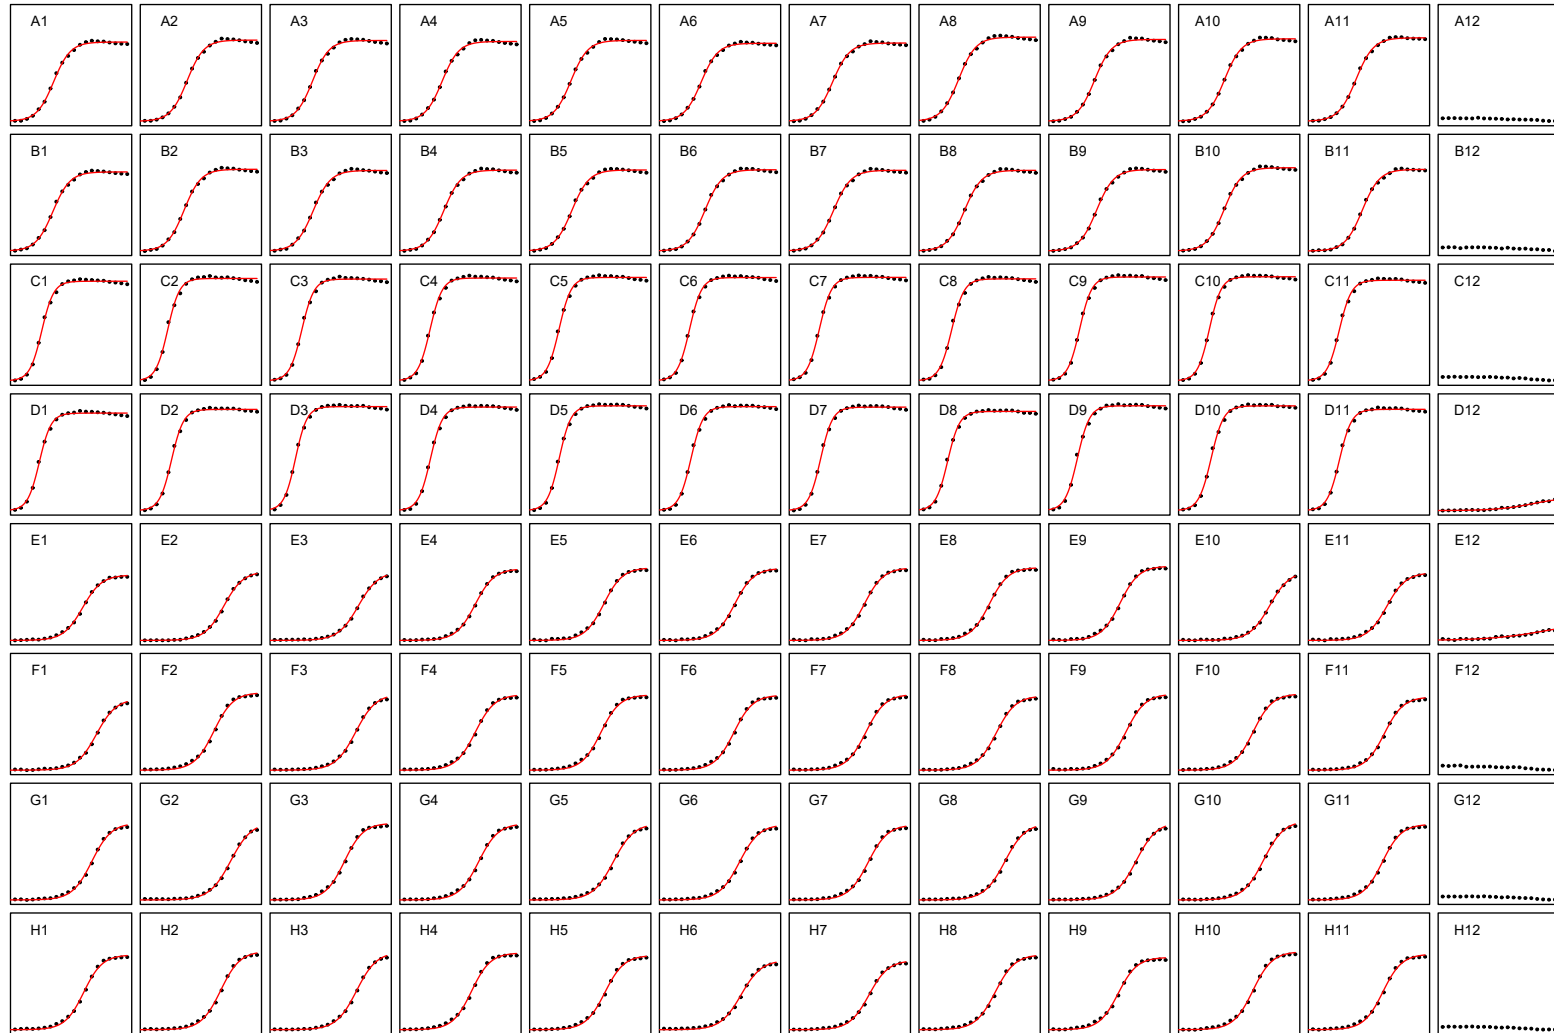 A1 A2 A3 A4 A5 A6 A7 A8 A9 A10 A11 A12
B1 B2 B3 B4 B5 B6 B7 B8 B9 B10 B11 B12
C1 C2 C3 C4 C5 C6 C7 C8 C9 C10 C11 C12
D1 D2 D3 D4 D5 D6 D7 D8 D9 D10 D11 D12
E1 E2 E3 E4 E5 E6 E7 E8 E9 E10 E11 E12
F1 F2 F3 F4 F5 F6 F7 F8 F9 F10 F11 F12
G1 G2 G3 G4 G5 G6 G7 G8 G9 G10 G11 G12
H1 H2 H3 H4 H5 H6 H7 H8 H9 H10 H11 H12